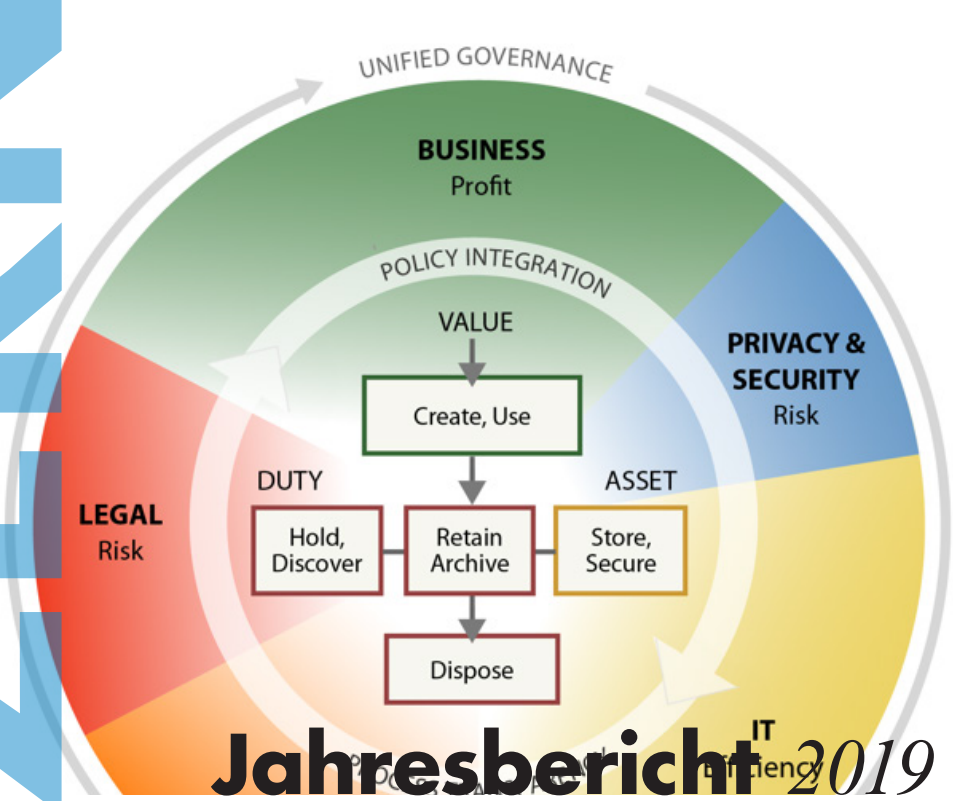 UNIFIED GOVERNANCE
BUSINESS
Profit
POLICY INTEGRATION
VALUE
PRIVACY &
SECURITY
Risk
Create, Use
DUTY
ASSET
LEGAL
Risk
Hold,
Discover
Retain
Archive
Store,
Secure
Dispose
IT
Efficiency
Jahresbericht 2019